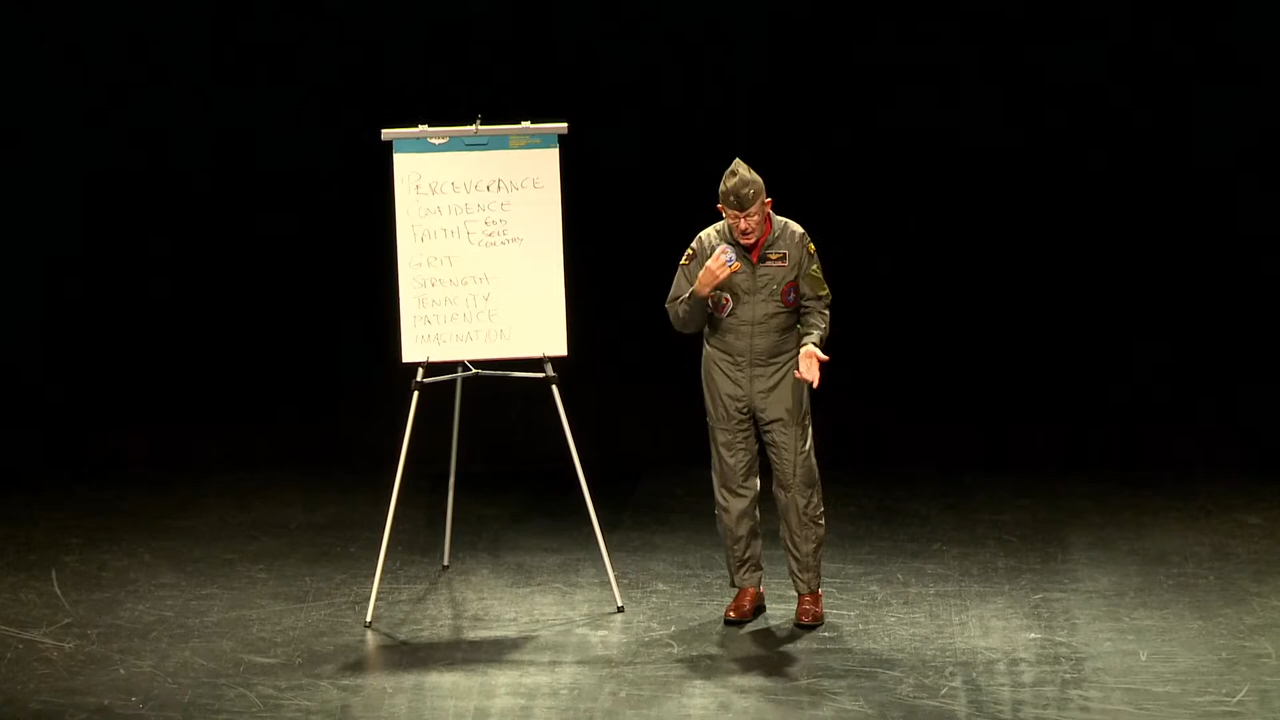 PERCEVERANCE
CONFIDENCE
FAITH GOD
SELF
COUNTRY
GRIT
STRENGTH
TENACITY
PATIENCE
IMAGINATION